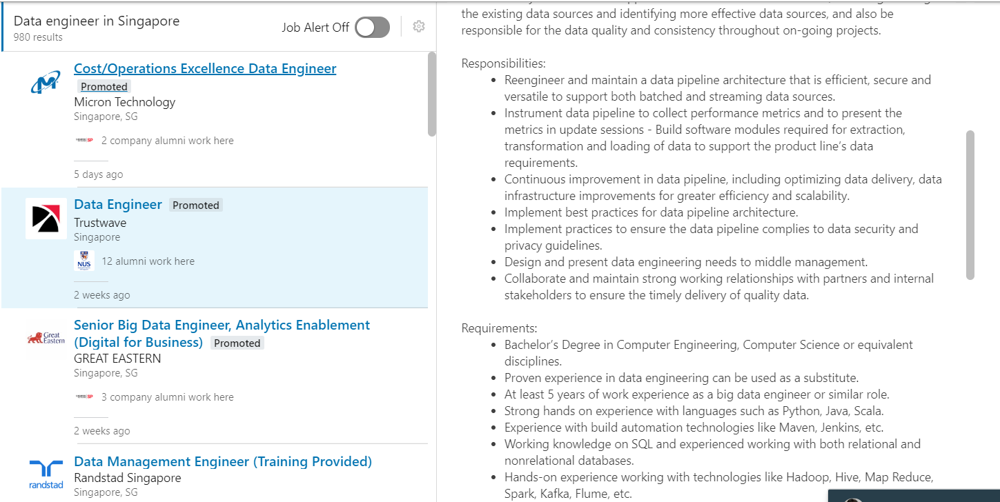 Data engineer in Singapore
980 results
Job Alert Off
Cost/Operations Excellence Data Engineer
Promoted
Micron Technology
Singapore, SG
SP 2 company alumni work here
5 days ago
Data Engineer Promoted
Trustwave
Singapore
NUS 12 alumni work here
2 weeks ago
Great
Eastern
Senior Big Data Engineer, Analytics Enablement
(Digital for Business) Promoted
GREAT EASTERN
Singapore, SG
SP 3 company alumni work here
2 weeks ago
randstad
Data Management Engineer (Training Provided)
Randstad Singapore
Singapore, SG
the existing data sources and identifying more effective data sources, and also be
responsible for the data quality and consistency throughout on-going projects.
Responsibilities:
• Reengineer and maintain a data pipeline architecture that is efficient, secure and
versatile to support both batched and streaming data sources.
• Instrument data pipeline to collect performance metrics and to present the
metrics in update sessions - Build software modules required for extraction,
transformation and loading of data to support the product line’s data
requirements.
• Continuous improvement in data pipeline, including optimizing data delivery, data
infrastructure improvements for greater efficiency and scalability.
• Implement best practices for data pipeline architecture.
• Implement practices to ensure the data pipeline complies to data security and
privacy guidelines.
• Design and present data engineering needs to middle management.
• Collaborate and maintain strong working relationships with partners and internal
stakeholders to ensure the timely delivery of quality data.
Requirements:
• Bachelor’s Degree in Computer Engineering, Computer Science or equivalent
disciplines.
• Proven experience in data engineering can be used as a substitute.
• At least 5 years of work experience as a big data engineer or similar role.
• Strong hands on experience with languages such as Python, Java, Scala.
• Experience with build automation technologies like Maven, Jenkins, etc.
• Working knowledge on SQL and experienced working with both relational and
nonrelational databases.
• Hands-on experience working with technologies like Hadoop, Hive, Map Reduce,
Spark, Kafka, Flume, etc.